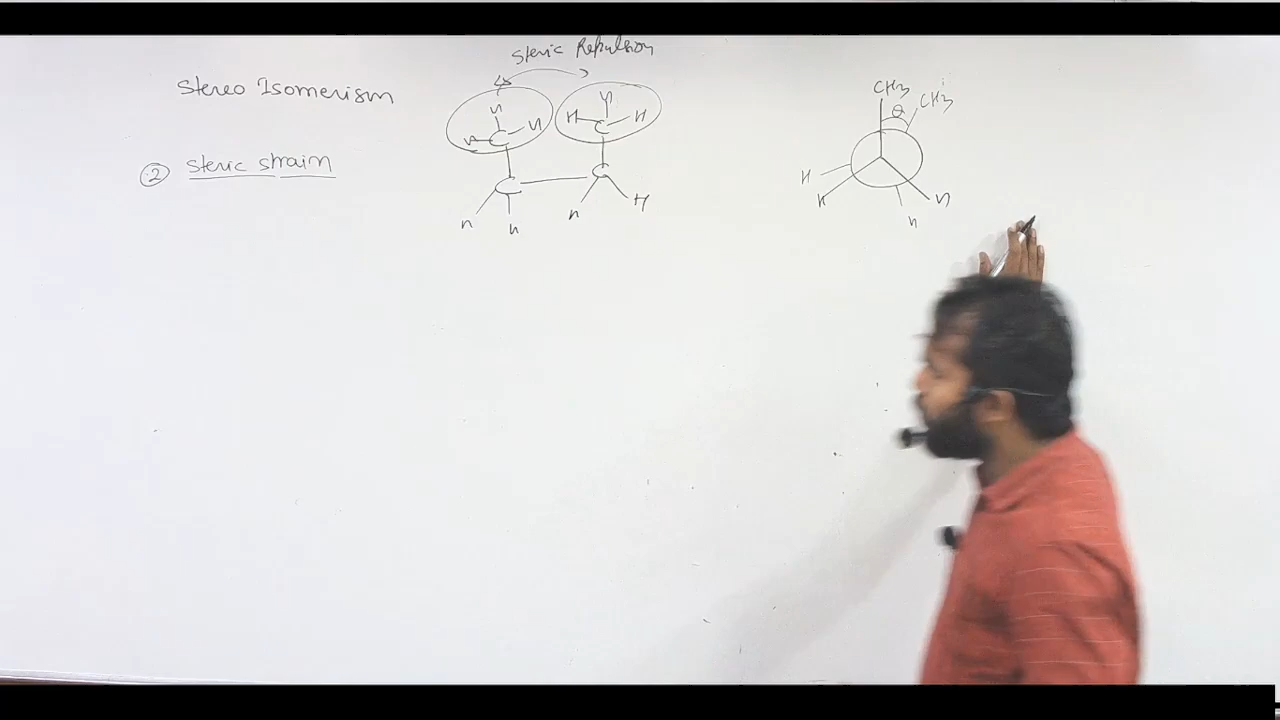 Steric Repulsion
Stereo Isomerism
② Steric strain
H H
H H H H
C C
C C
H H H H
CH3
θ CH3
H
H H
H